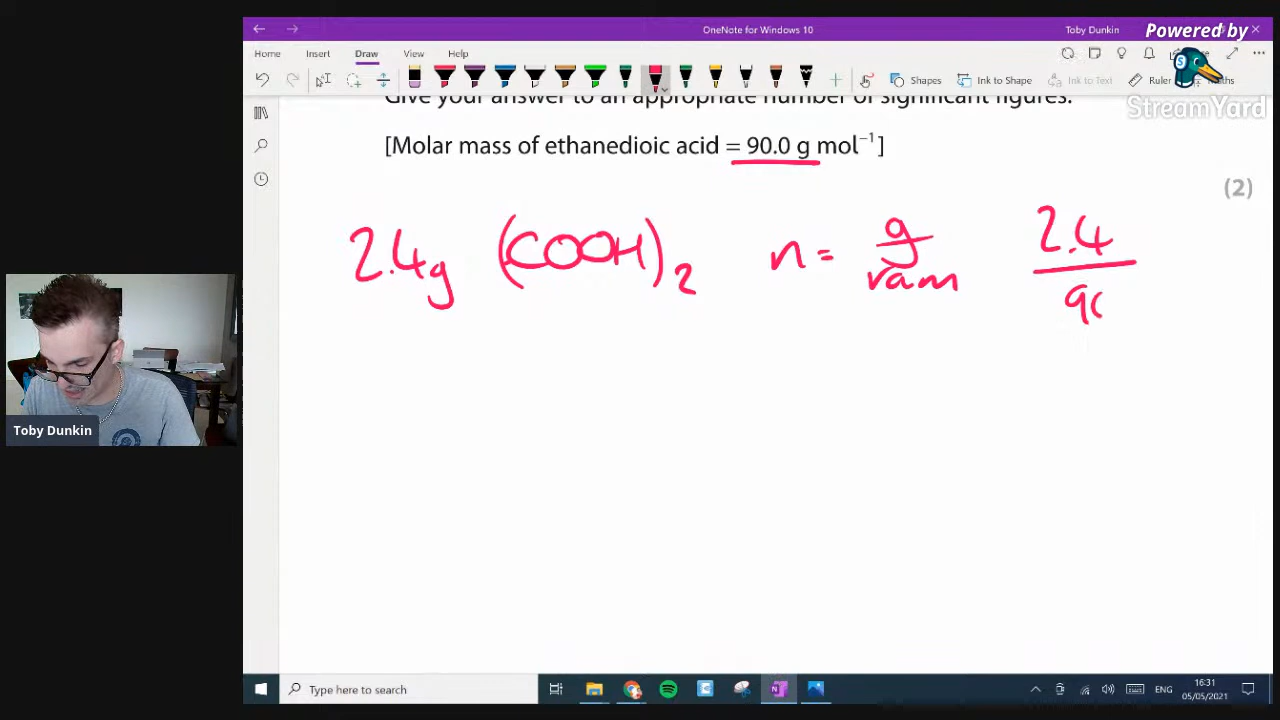 OneNote for Windows 10
Toby Dunkin
Powered by
StreamYard
Home Insert Draw View Help
Shapes Ink to Shape Ink to Text Ruler
Give your answer to an appropriate number of significant figures.
[Molar mass of ethanedioic acid = 90.0 g mol⁻¹]
(2)
2.4g (COOH)₂ n = g/ram 2.4/90
Toby Dunkin
Type here to search
ENG
16:31
05/05/2021